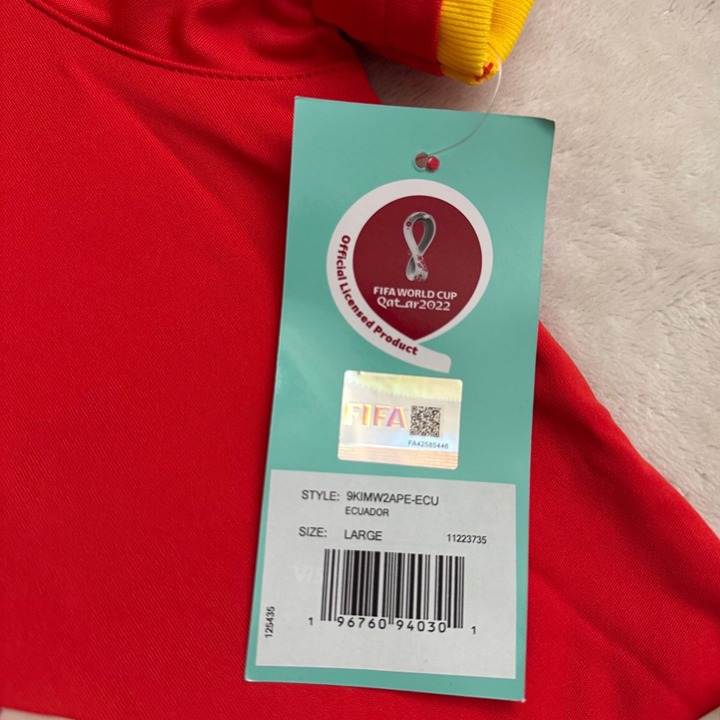 Official Licensed Product
FIFA WORLD CUP
Qat_ar2022
FIFA
FA42565446
STYLE: 9KIMW2APE-ECU
ECUADOR
SIZE: LARGE 11223735
125435
1 96760 94030 1